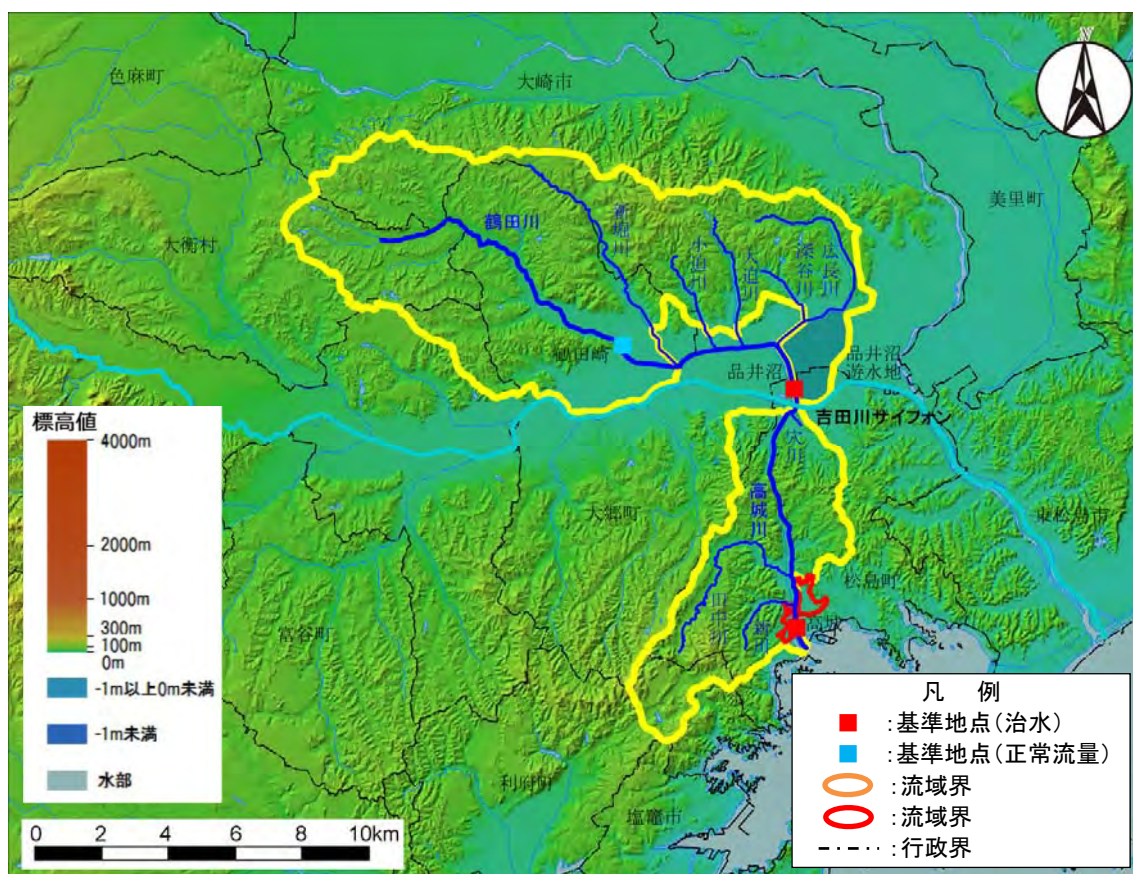 N
色麻町
大崎市
美里町
大衡村
鶴田川
新堀川
小迫川
大迫川
深谷川
広長川
品井沼
品井沼
遊水地
吉田川サイフォン
高城川
大郷町
東松島市
松島町
田中川
新川
高城
富谷町
利府町
塩竈市
標高値
4000m
2000m
1000m
300m
100m
0m
-1m以上0m未満
-1m未満
水部
0 2 4 6 8 10km
凡 例
:基準地点(治水)
:基準地点(正常流量)
:流域界
:流域界
:行政界